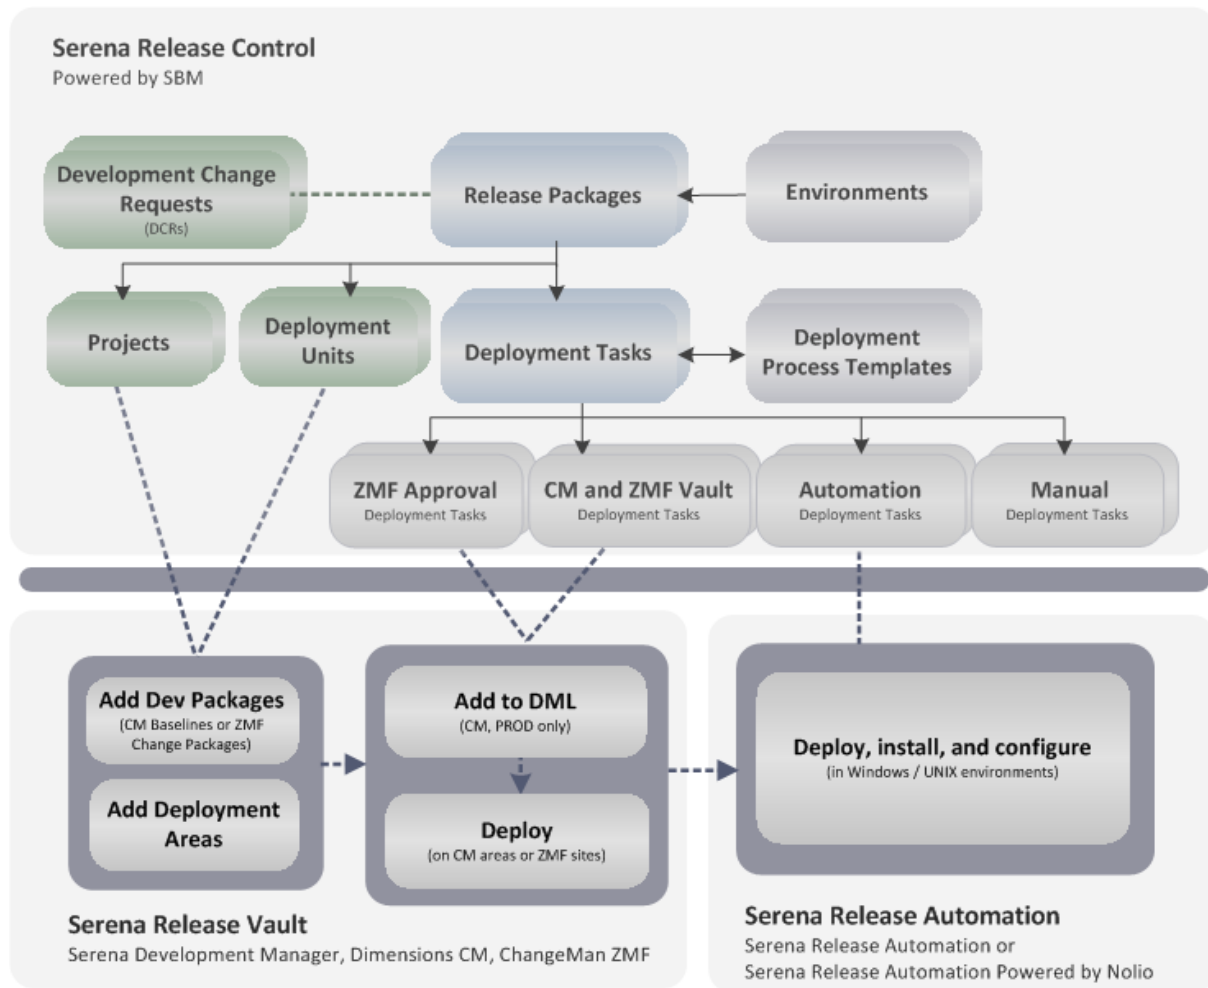 Serena Release Control
Powered by SBM
Development Change
Requests
(DCRs)
Release Packages
Environments
Projects
Deployment
Units
Deployment Tasks
Deployment
Process Templates
ZMF Approval
Deployment Tasks
CM and ZMF Vault
Deployment Tasks
Automation
Deployment Tasks
Manual
Deployment Tasks
Add Dev Packages
(CM Baselines or ZMF
Change Packages)
Add Deployment
Areas
Add to DML
(CM, PROD only)
Deploy
(on CM areas or ZMF sites)
Deploy, install, and configure
(in Windows / UNIX environments)
Serena Release Vault
Serena Development Manager, Dimensions CM, ChangeMan ZMF
Serena Release Automation
Serena Release Automation or
Serena Release Automation Powered by Nolio